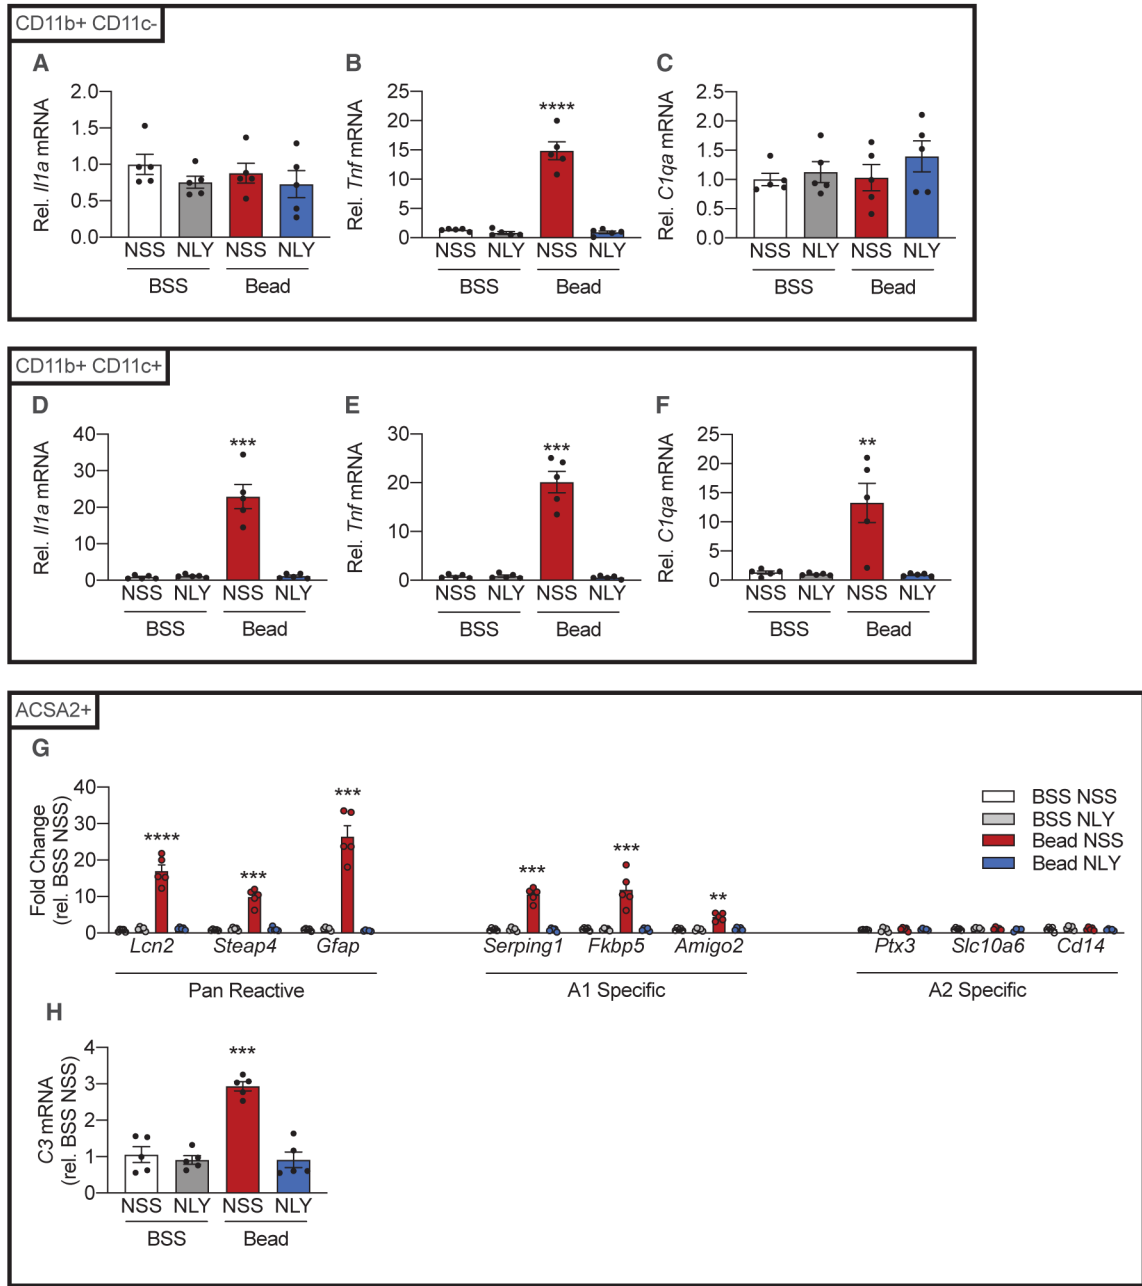 CD11b+ CD11c-
A
B
C
Rel. Il1a mRNA
2.0
1.5
1.0
0.5
0.0
NSS NLY NSS NLY
BSS Bead
Rel. Tnf mRNA
25
20
15
10
5
0
****
NSS NLY NSS NLY
BSS Bead
Rel. C1qa mRNA
2.5
2.0
1.5
1.0
0.5
0.0
NSS NLY NSS NLY
BSS Bead
CD11b+ CD11c+
D
E
F
Rel. Il1a mRNA
40
30
20
10
0
***
NSS NLY NSS NLY
BSS Bead
Rel. Tnf mRNA
30
20
10
0
***
NSS NLY NSS NLY
BSS Bead
Rel. C1qa mRNA
25
20
15
10
5
0
**
NSS NLY NSS NLY
BSS Bead
ACSA2+
G
Fold Change
(rel. BSS NSS)
40
30
20
10
0
**** *** *** *** *** **
BSS NSS
BSS NLY
Bead NSS
Bead NLY
Lcn2 Steap4 Gfap Serping1 Fkbp5 Amigo2 Ptx3 Slc10a6 Cd14
Pan Reactive A1 Specific A2 Specific
H
C3 mRNA
(rel. BSS NSS)
4
3
2
1
0
***
NSS NLY NSS NLY
BSS Bead